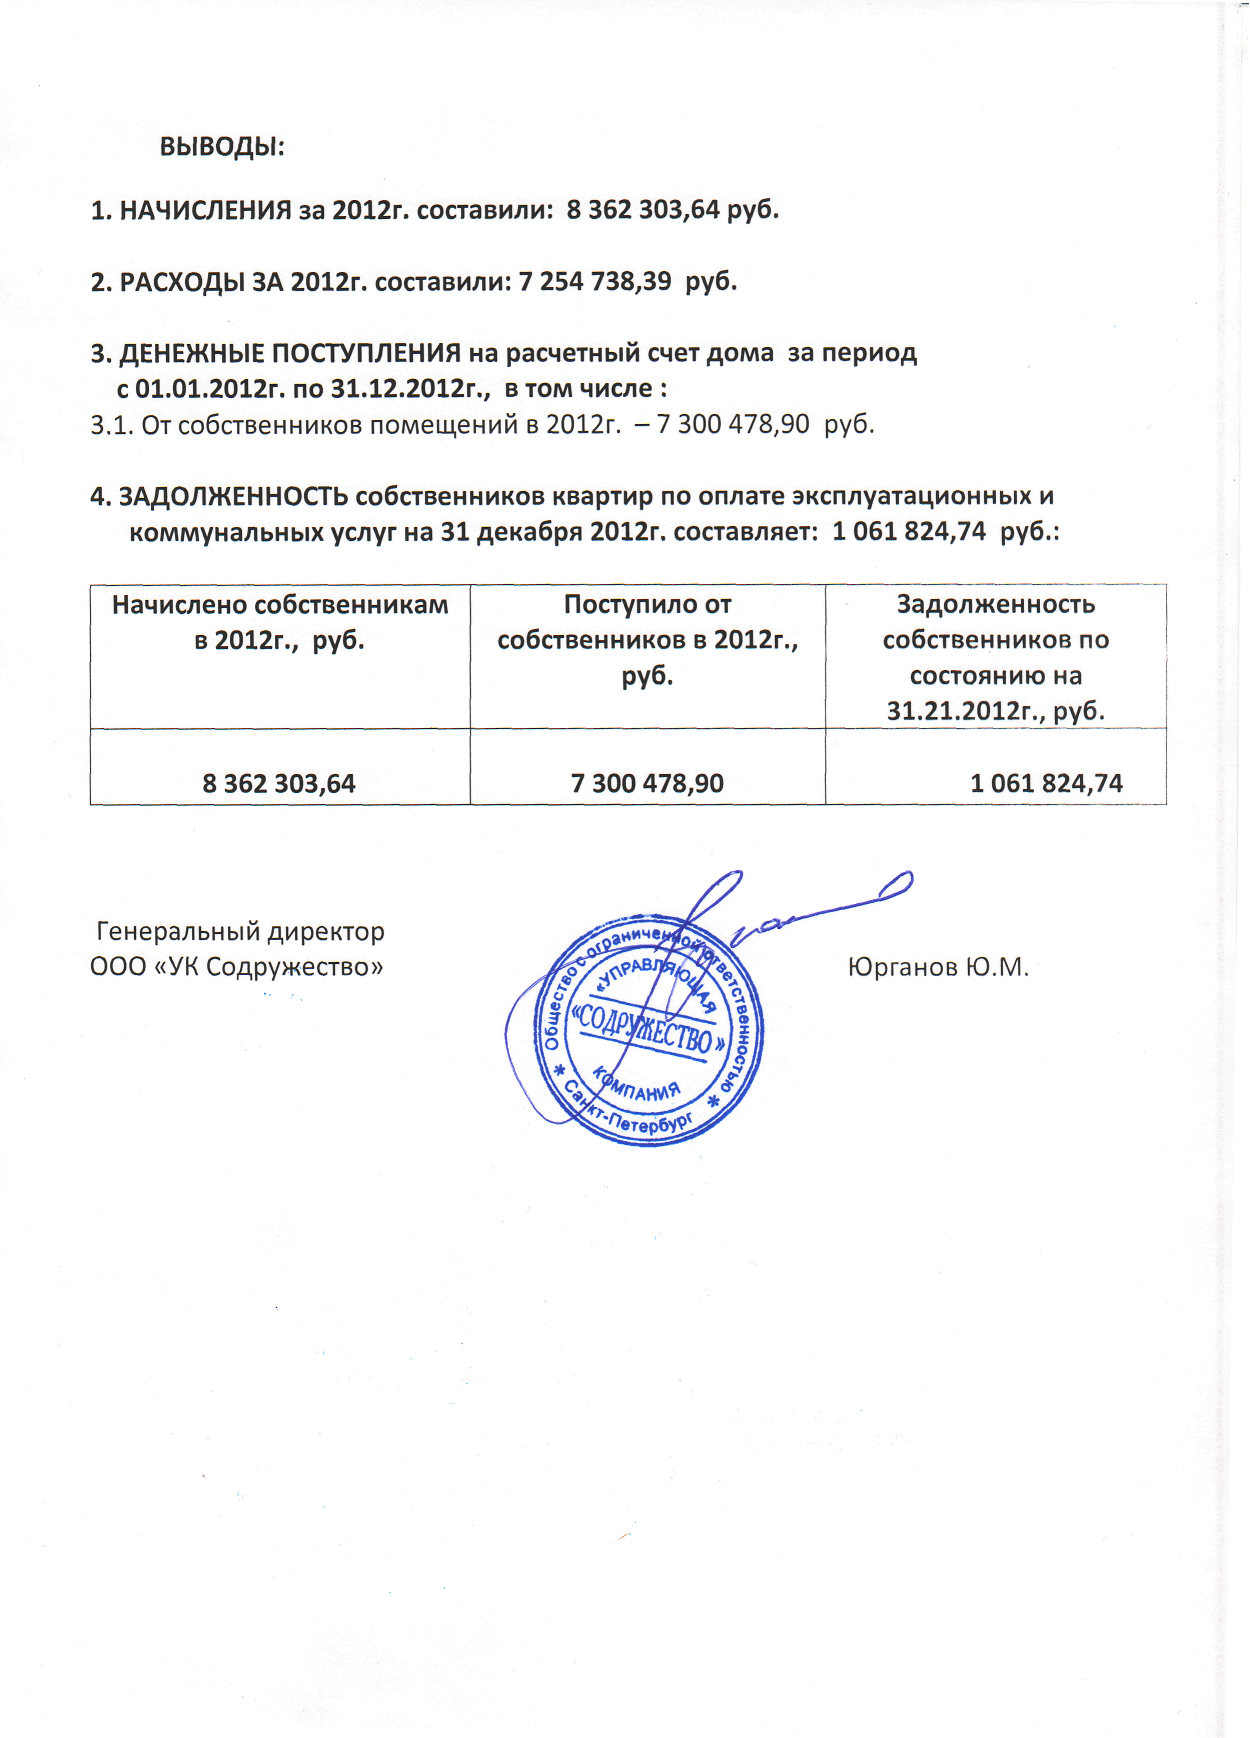 ВЫВОДЫ:
1. НАЧИСЛЕНИЯ за 2012г. составили: 8 362 303,64 руб.
2. РАСХОДЫ ЗА 2012г. составили: 7 254 738,39 руб.
3. ДЕНЕЖНЫЕ ПОСТУПЛЕНИЯ на расчетный счет дома за период
с 01.01.2012г. по 31.12.2012г., в том числе :
3.1. От собственников помещений в 2012г. – 7 300 478,90 руб.
4. ЗАДОЛЖЕННОСТЬ собственников квартир по оплате эксплуатационных и
коммунальных услуг на 31 декабря 2012г. составляет: 1 061 824,74 руб.:
Начислено собственникам
в 2012г., руб.
Поступило от
собственников в 2012г.,
руб.
Задолженность
собственников по
состоянию на
31.21.2012г., руб.
8 362 303,64
7 300 478,90
1 061 824,74
Генеральный директор
ООО «УК Содружество»
Юрганов Ю.М.
Общество с ограниченной ответственностью
«УПРАВЛЯЮЩАЯ
«СОДРУЖЕСТВО»
КОМПАНИЯ
* Санкт-Петербург *